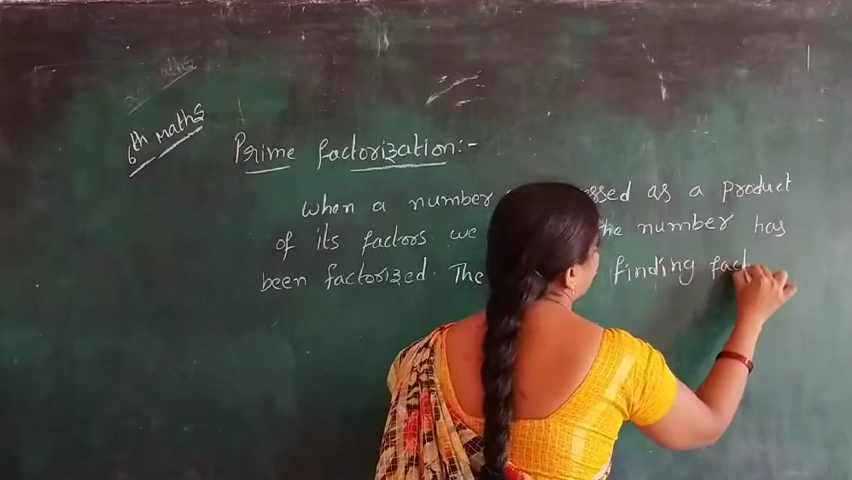 6th Maths
Prime factorization:-
When a number ssed as a product
of its factors we the number has
been factorized. The finding fact